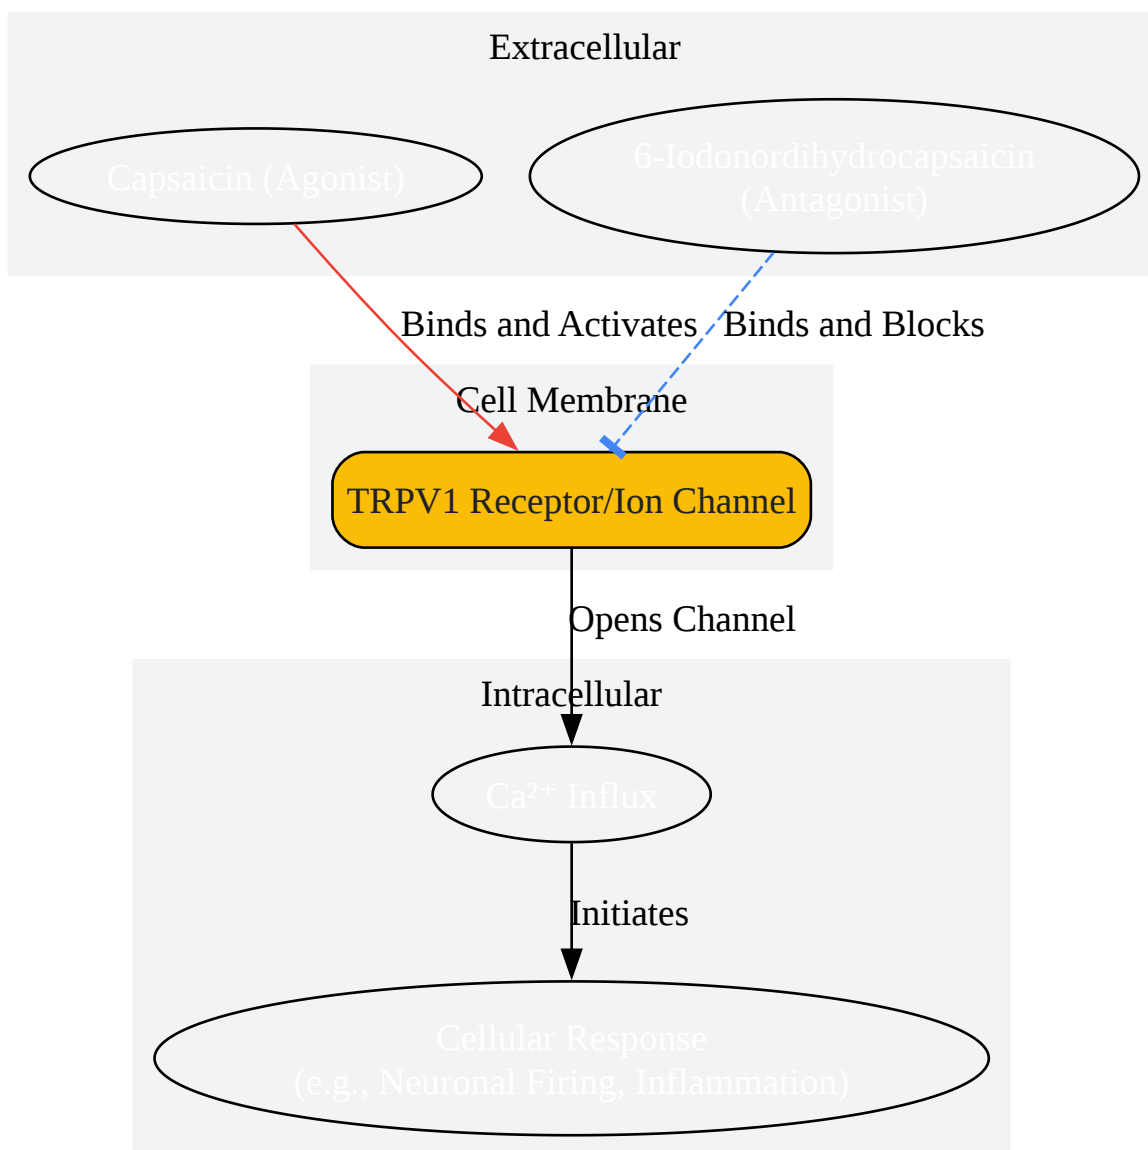 Extracellular
Capsaicin (Agonist)
6-Iodonordihydrocapsaicin
(Antagonist)
Binds and Activates
Binds and Blocks
Cell Membrane
TRPV1 Receptor/Ion Channel
Opens Channel
Intracellular
Ca²⁺ Influx
Initiates
Cellular Response
(e.g., Neuronal Firing, Inflammation)